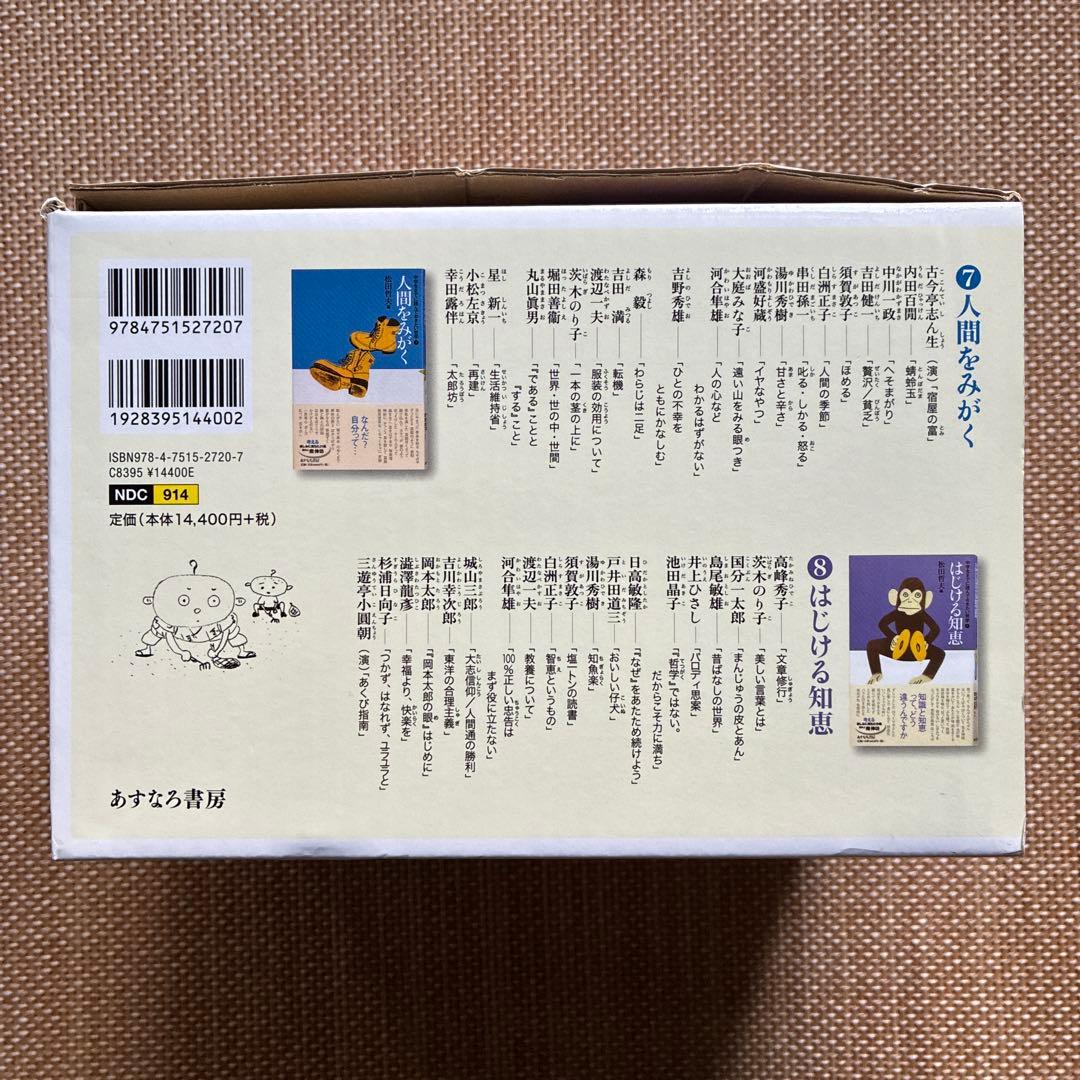 ❼人間をみがく
古今亭志ん生(演)「宿屋の富」
内田百閒「蜻蛉玉」
中川一政「へそまがり」
吉田健一「贅沢/貧乏」
須賀敦子「ほめる」
白洲正子「人間の季節」
串田孫一「叱る・しかる・怒る」
湯川秀樹「甘さと辛さ」
河盛好蔵「イヤなやつ」
大庭みな子「遠い山をみる眼つき」
河合隼雄「人の心など
わかるはずがない」
吉野秀雄「ひとの不幸を
ともにかなしむ」
森 毅「わらじは二足」
吉田 満「転機」
渡辺一夫「服装の効用について」
茨木のり子「一本の茎の上に」
堀田善衞「世界・世の中・世間」
丸山眞男「『である』ことと
『する』こと」
星 新一「生活維持省」
小松左京「再建」
幸田露伴「太郎坊」
松田哲夫 編
人間をみがく
なんだ?
自分って…
9784751527207
1928395144002
ISBN978-4-7515-2720-7
C8395 ¥14400E
NDC 914
定価(本体14,400円+税)
松田哲夫 編
はじける知恵
知識と知恵
って、どう
違うんですか
❽はじける知恵
高峰秀子「文章修行」
茨木のり子「美しい言葉とは」
国分一太郎「まんじゅうの皮とあん」
島尾敏雄「昔ばなしの世界」
井上ひさし「パロディ思案」
池田晶子「『哲学』ではない。
だからこそ力に満ち」
日高敏隆「『なぜ』をあたため続けよう」
戸井田道三「おいしい仔犬」
湯川秀樹「知魚楽」
須賀敦子「塩一トンの読書」
白洲正子「智恵というもの」
渡辺一夫「教養について」
河合隼雄「100%正しい忠告は
まず役に立たない」
城山三郎「大志信仰/人間通の勝利」
吉川幸次郎「東洋の合理主義」
岡本太郎「『岡本太郎の眼』はじめに」
澁澤龍彥「幸福より、快楽を」
杉浦日向子「つかず、はなれず、ユラユラと」
三遊亭小圓朝(演)「あくび指南」
あすなろ書房